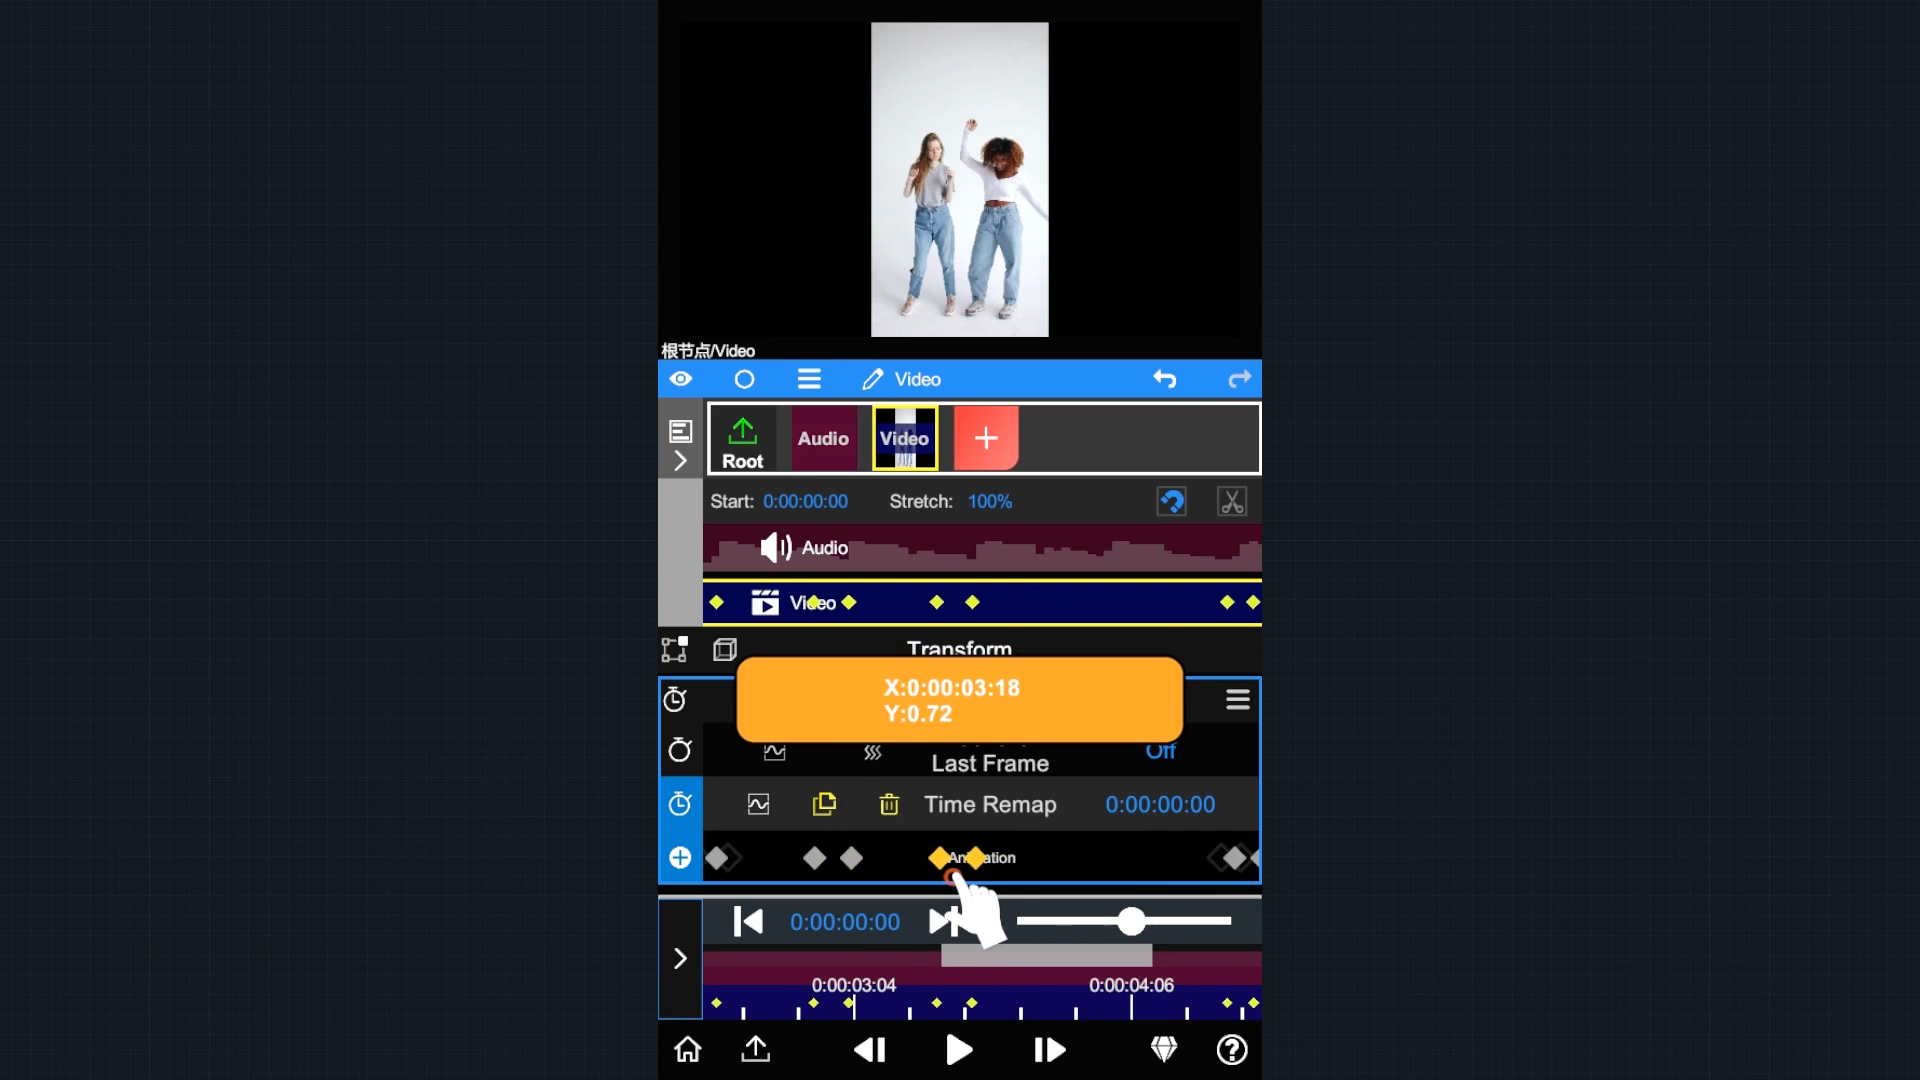 根节点/Video
Video
Root
Audio
Video
Start: 0:00:00:00 Stretch: 100%
Audio
Video
Transform
X:0:00:03:18
Y:0.72
Off
Last Frame
Time Remap 0:00:00:00
0:00:00:00
0:00:03:04 0:00:04:06